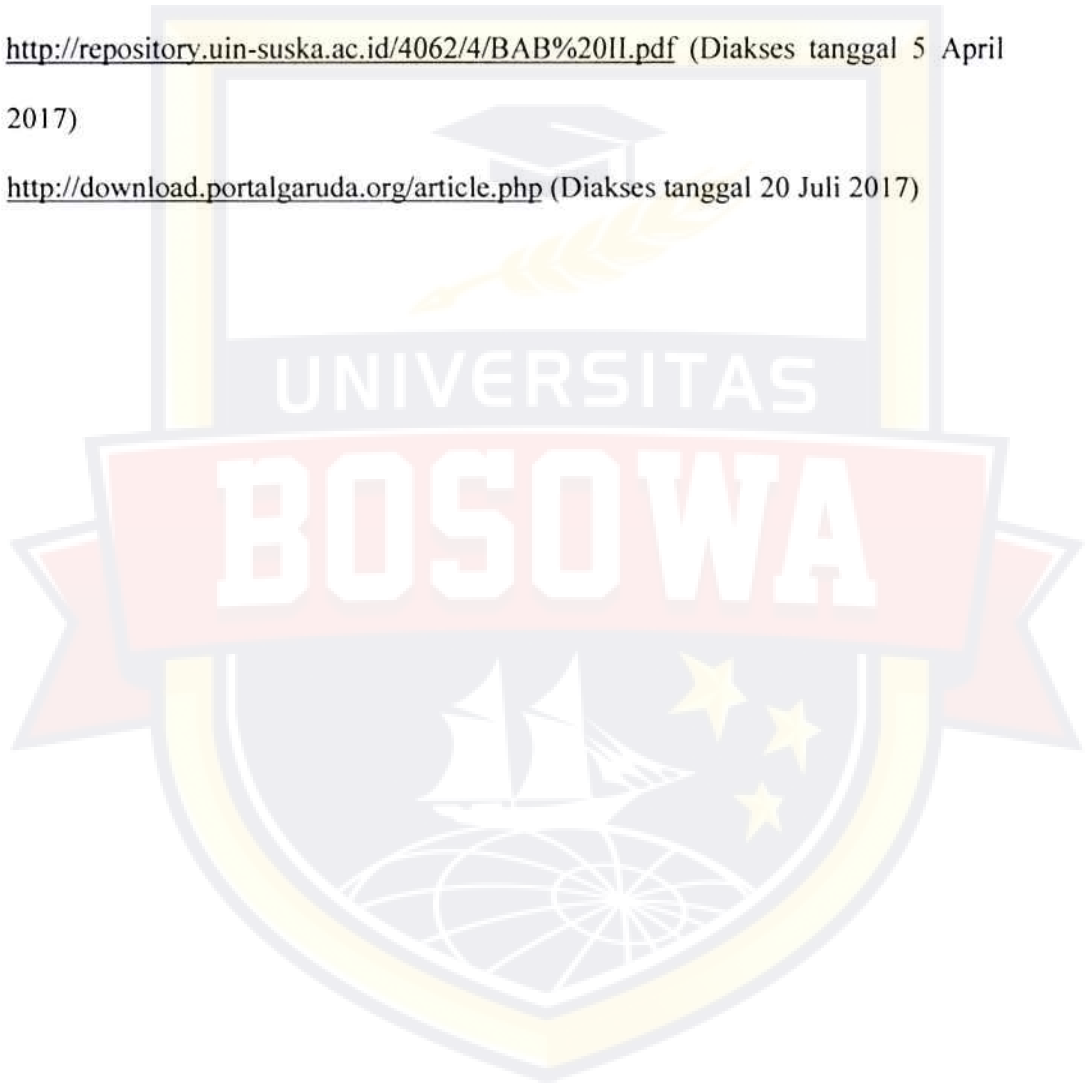 http://repository.uin-suska.ac.id/4062/4/BAB%20II.pdf (Diakses tanggal 5 April
2017)
http://download.portalgaruda.org/article.php (Diakses tanggal 20 Juli 2017)
UNIVERSITAS
BOSOWA